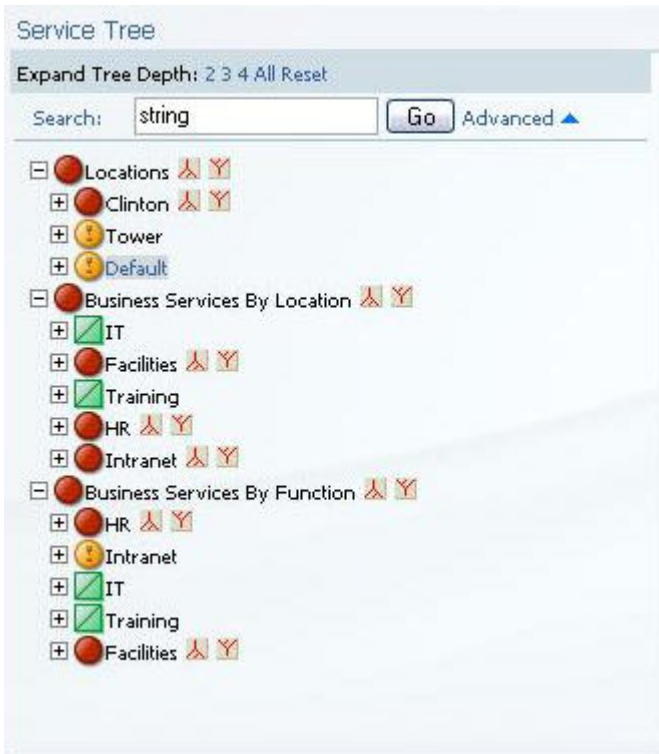 Service Tree
Expand Tree Depth: 2 3 4 All Reset
Search: string Go Advanced
Locations
Clinton
Tower
Default
Business Services By Location
IT
Facilities
Training
HR
Intranet
Business Services By Function
HR
Intranet
IT
Training
Facilities